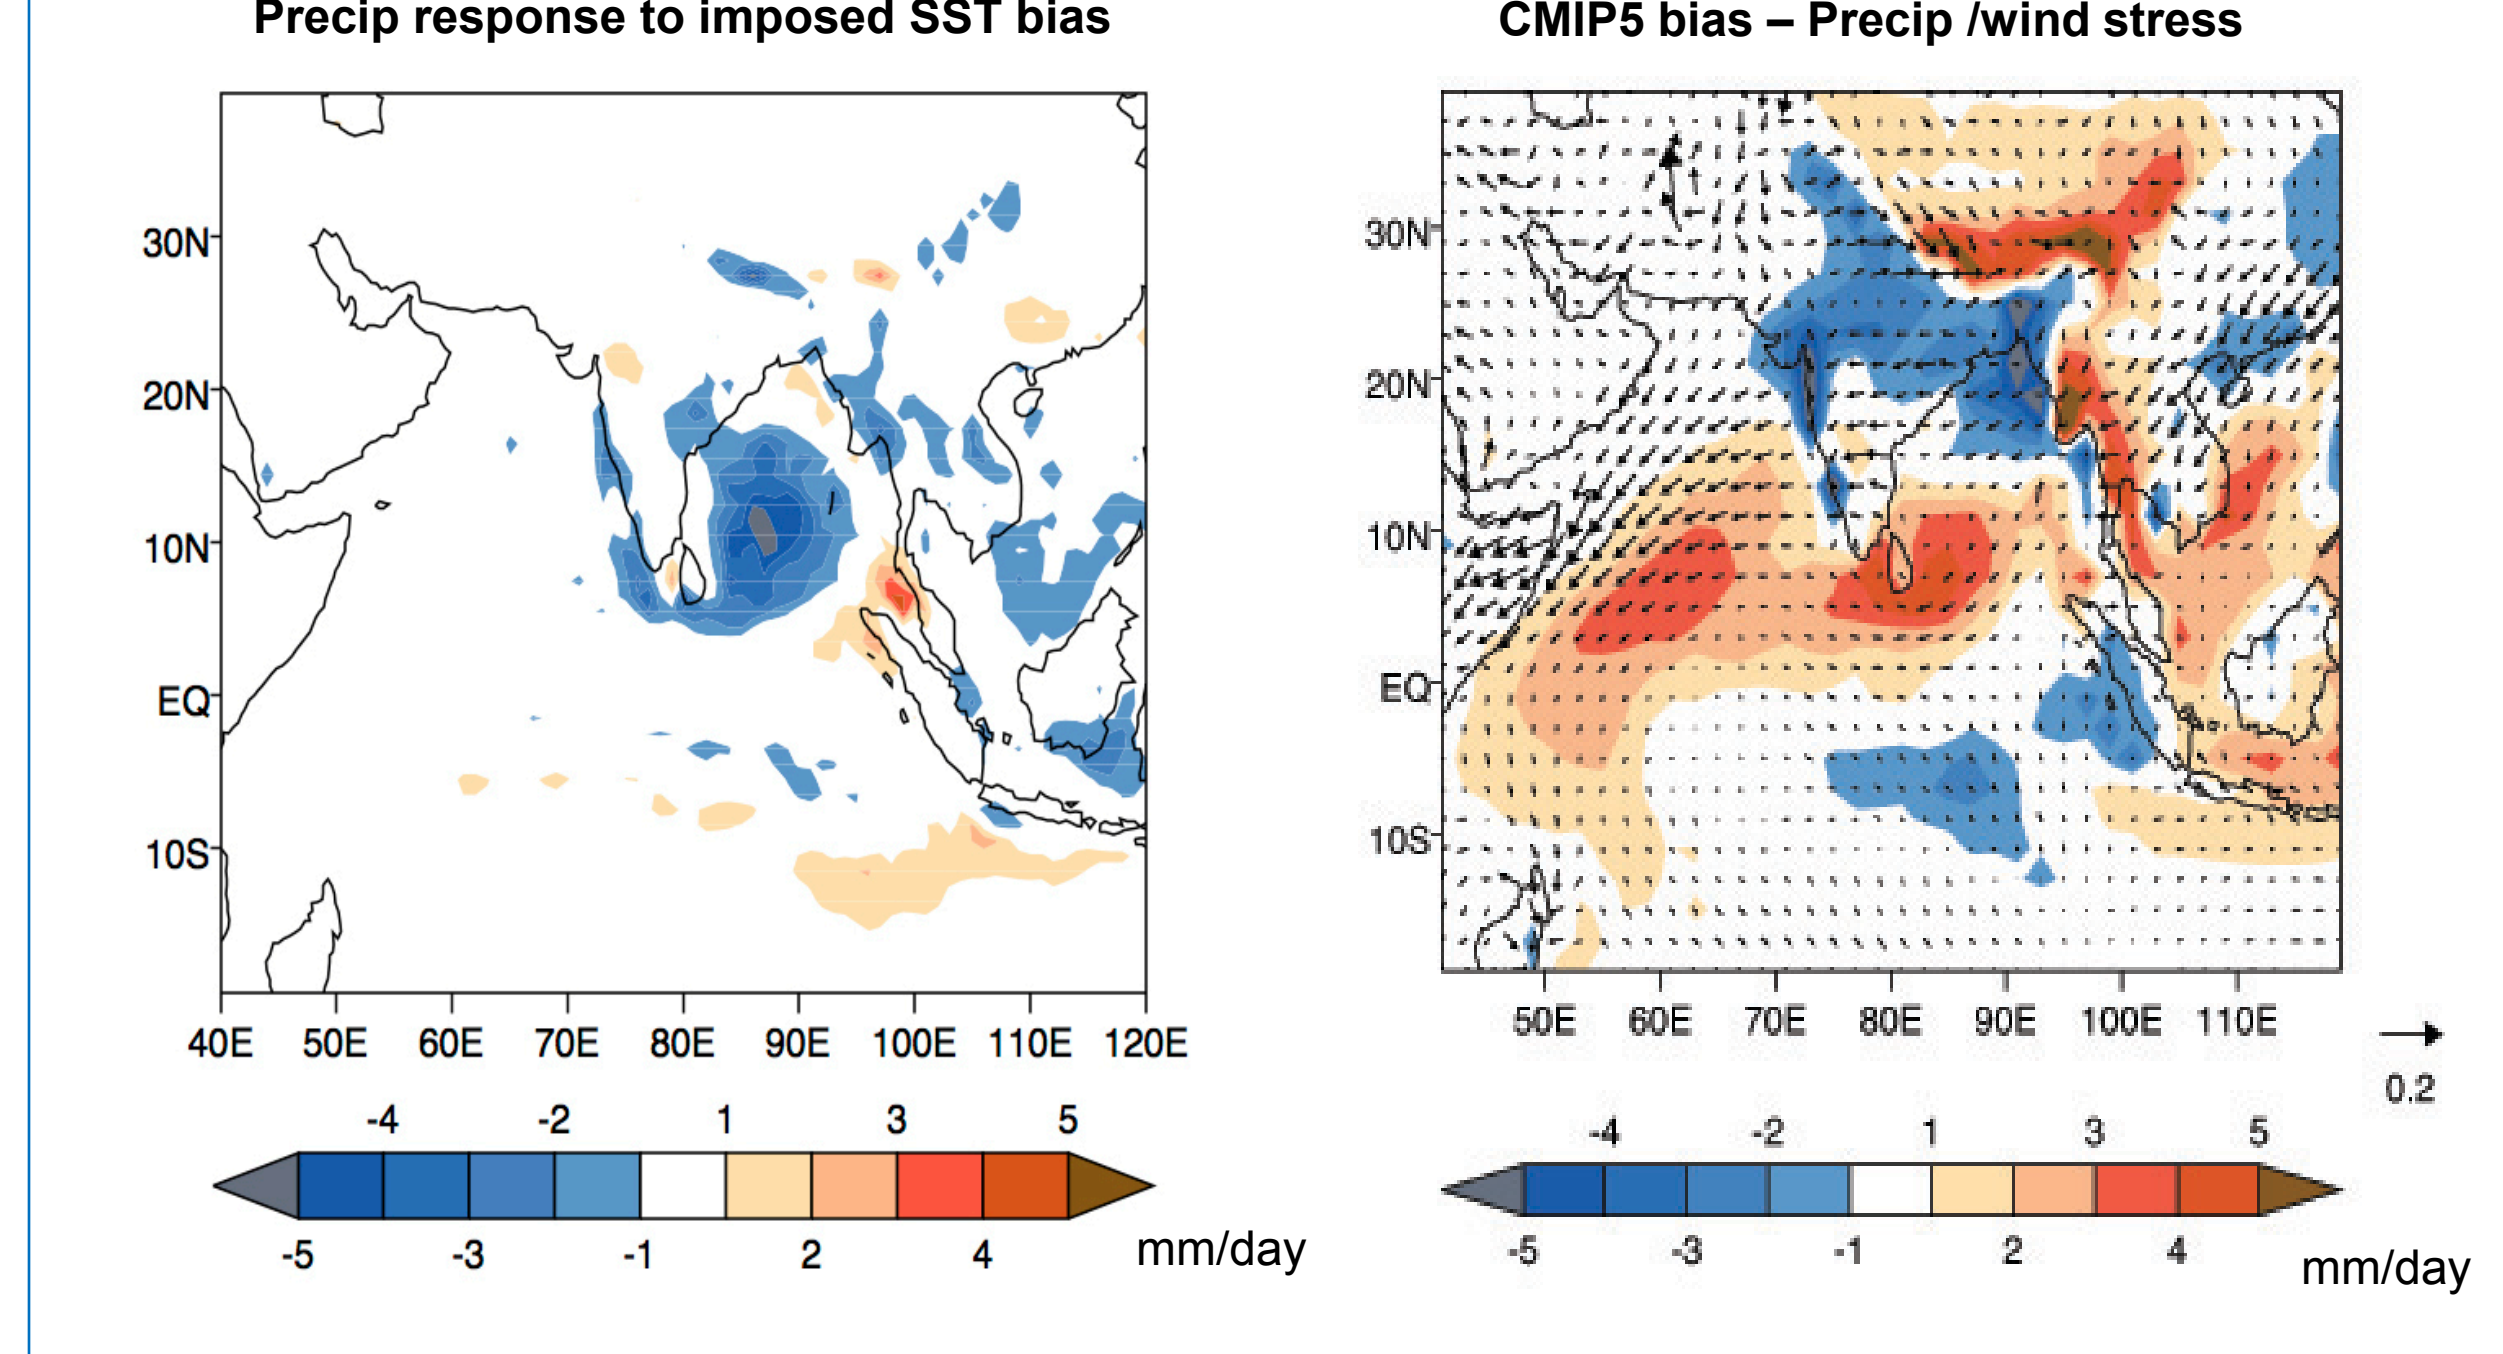 Precip response to imposed SST bias
30N
20N
10N
EQ
10S
40E 50E 60E 70E 80E 90E 100E 110E 120E
-4 -2 1 3 5
-5 -3 -1 2 4
mm/day
CMIP5 bias – Precip /wind stress
30N
20N
10N
EQ
10S
50E 60E 70E 80E 90E 100E 110E
0.2
-4 -2 1 3 5
-5 -3 -1 2 4
mm/day